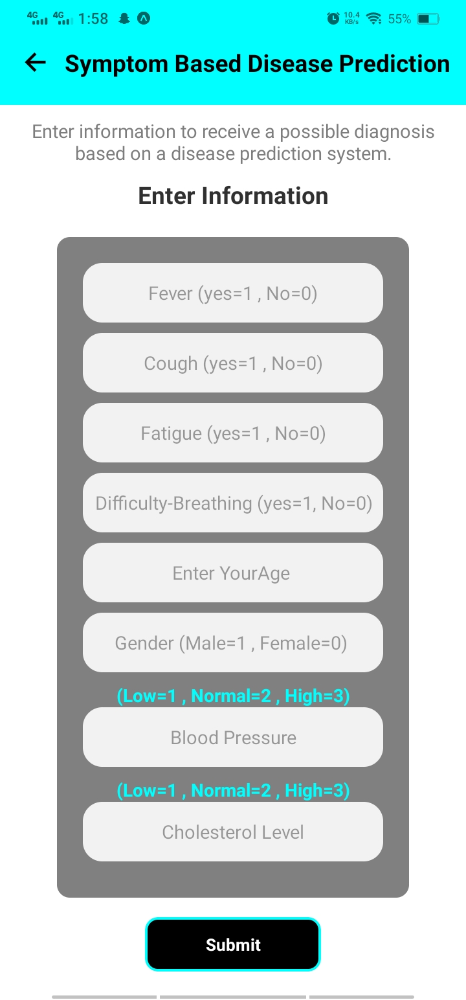 4G 4G 1:58 10.4 KB/s 55%
Symptom Based Disease Prediction
Enter information to receive a possible diagnosis
based on a disease prediction system.
Enter Information
Fever (yes=1 , No=0)
Cough (yes=1 , No=0)
Fatigue (yes=1 , No=0)
Difficulty-Breathing (yes=1, No=0)
Enter YourAge
Gender (Male=1 , Female=0)
(Low=1 , Normal=2 , High=3)
Blood Pressure
(Low=1 , Normal=2 , High=3)
Cholesterol Level
Submit